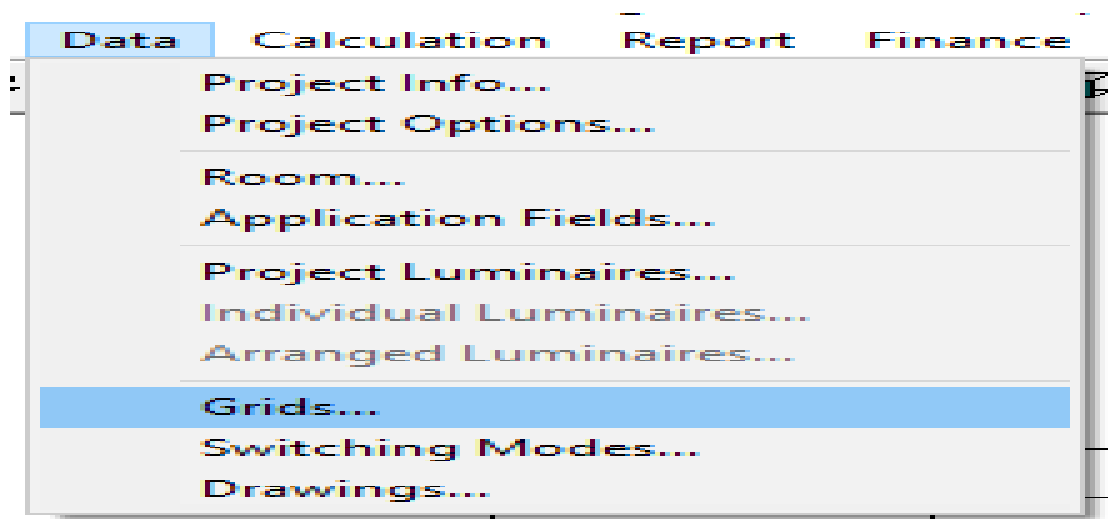 Data Calculation Report Finance
Project Info...
Project Options...
Room...
Application Fields...
Project Luminaires...
Individual Luminaires...
Arranged Luminaires...
Grids...
Switching Modes...
Drawings...